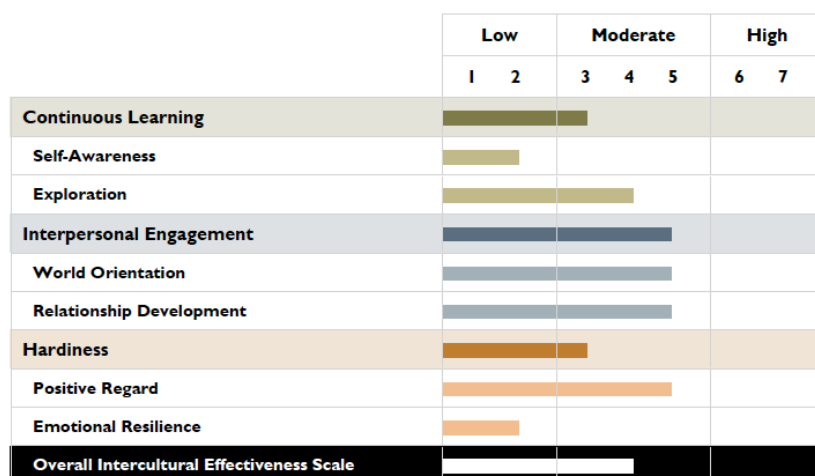 Low Moderate High
1 2 3 4 5 6 7
Continuous Learning
Self-Awareness
Exploration
Interpersonal Engagement
World Orientation
Relationship Development
Hardiness
Positive Regard
Emotional Resilience
Overall Intercultural Effectiveness Scale